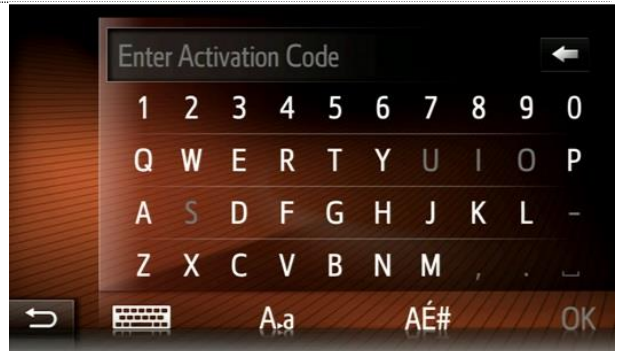 Enter Activation Code
1 2 3 4 5 6 7 8 9 0
Q W E R T Y U I O P
A S D F G H J K L -
Z X C V B N M , . ␣
A▸a AÉ# OK